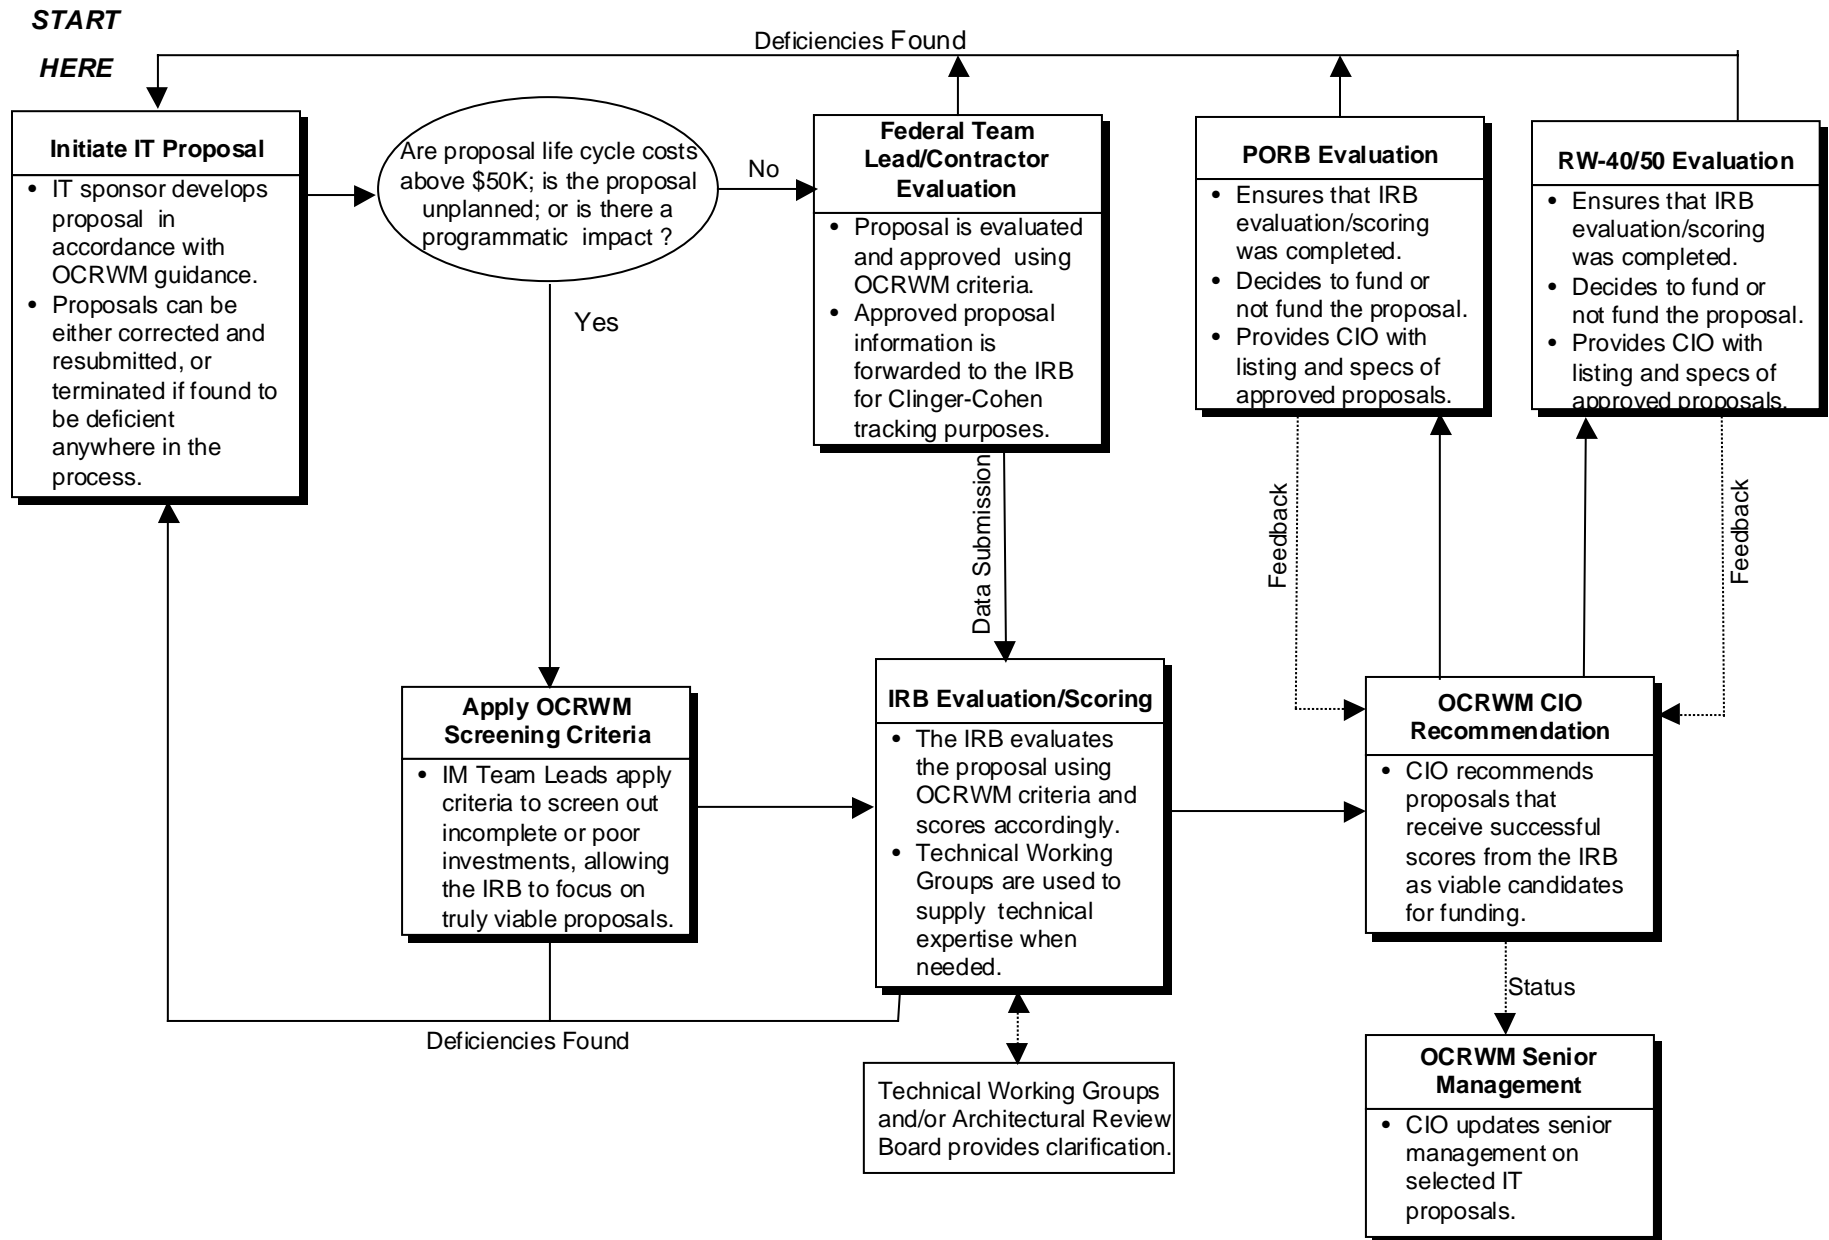 START
HERE
Deficiencies Found
Initiate IT Proposal
• IT sponsor develops
proposal in
accordance with
OCRWM guidance.
• Proposals can be
either corrected and
resubmitted, or
terminated if found to
be deficient
anywhere in the
process.
Are proposal life cycle costs
above $50K; is the proposal
unplanned; or is there a
programmatic impact ?
No
Yes
Federal Team
Lead/Contractor
Evaluation
• Proposal is evaluated
and approved using
OCRWM criteria.
• Approved proposal
information is
forwarded to the IRB
for Clinger-Cohen
tracking purposes.
PORB Evaluation
• Ensures that IRB
evaluation/scoring
was completed.
• Decides to fund or
not fund the proposal.
• Provides CIO with
listing and specs of
approved proposals.
RW-40/50 Evaluation
• Ensures that IRB
evaluation/scoring
was completed.
• Decides to fund or
not fund the proposal.
• Provides CIO with
listing and specs of
approved proposals.
Data Submission
Feedback
Feedback
Apply OCRWM
Screening Criteria
• IM Team Leads apply
criteria to screen out
incomplete or poor
investments, allowing
the IRB to focus on
truly viable proposals.
IRB Evaluation/Scoring
• The IRB evaluates
the proposal using
OCRWM criteria and
scores accordingly.
• Technical Working
Groups are used to
supply technical
expertise when
needed.
OCRWM CIO
Recommendation
• CIO recommends
proposals that
receive successful
scores from the IRB
as viable candidates
for funding.
Status
Deficiencies Found
Technical Working Groups
and/or Architectural Review
Board provides clarification.
OCRWM Senior
Management
• CIO updates senior
management on
selected IT
proposals.